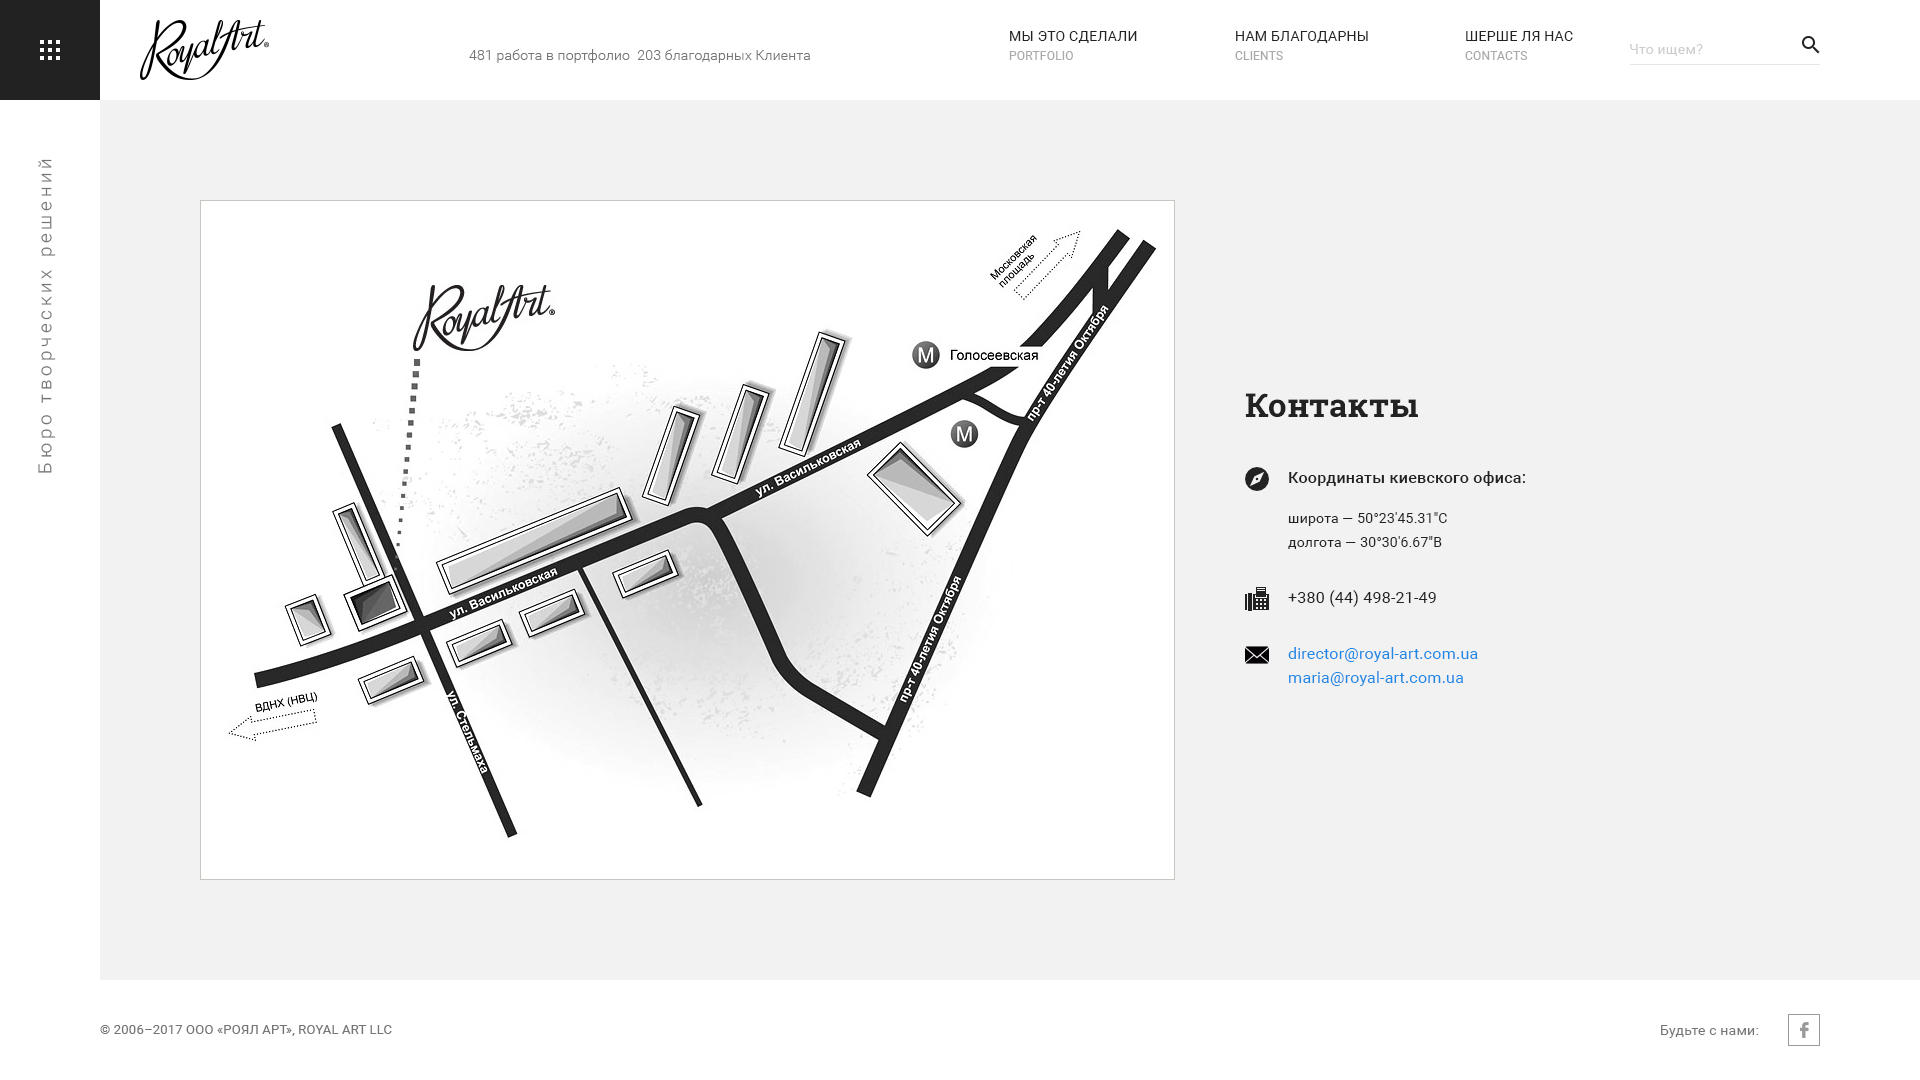 RoyalArt®
481 работа в портфолио 203 благодарных Клиента
МЫ ЭТО СДЕЛАЛИ
PORTFOLIO
НАМ БЛАГОДАРНЫ
CLIENTS
ШЕРШЕ ЛЯ НАС
CONTACTS
Что ищем?
Бюро творческих решений
RoyalArt®
Московская
площадь
М Голосеевская
М
пр-т 40-летия Октября
ул. Васильковская
ул. Васильковская
пр-т 40-летия Октября
ВДНХ (НВЦ)
ул. Стельмаха
Контакты
Координаты киевского офиса:
широта — 50°23'45.31"С
долгота — 30°30'6.67"В
+380 (44) 498-21-49
director@royal-art.com.ua
maria@royal-art.com.ua
© 2006–2017 ООО «РОЯЛ АРТ», ROYAL ART LLC
Будьте с нами: